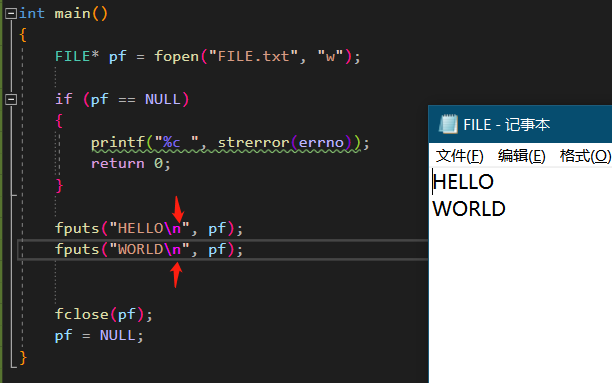 int main()
{
FILE* pf = fopen("FILE.txt", "w");
if (pf == NULL)
{
printf("%c ", strerror(errno));
return 0;
}
fputs("HELLO\n", pf);
fputs("WORLD\n", pf);
fclose(pf);
pf = NULL;
}
FILE - 记事本
文件(F) 编辑(E) 格式(O)
HELLO
WORLD